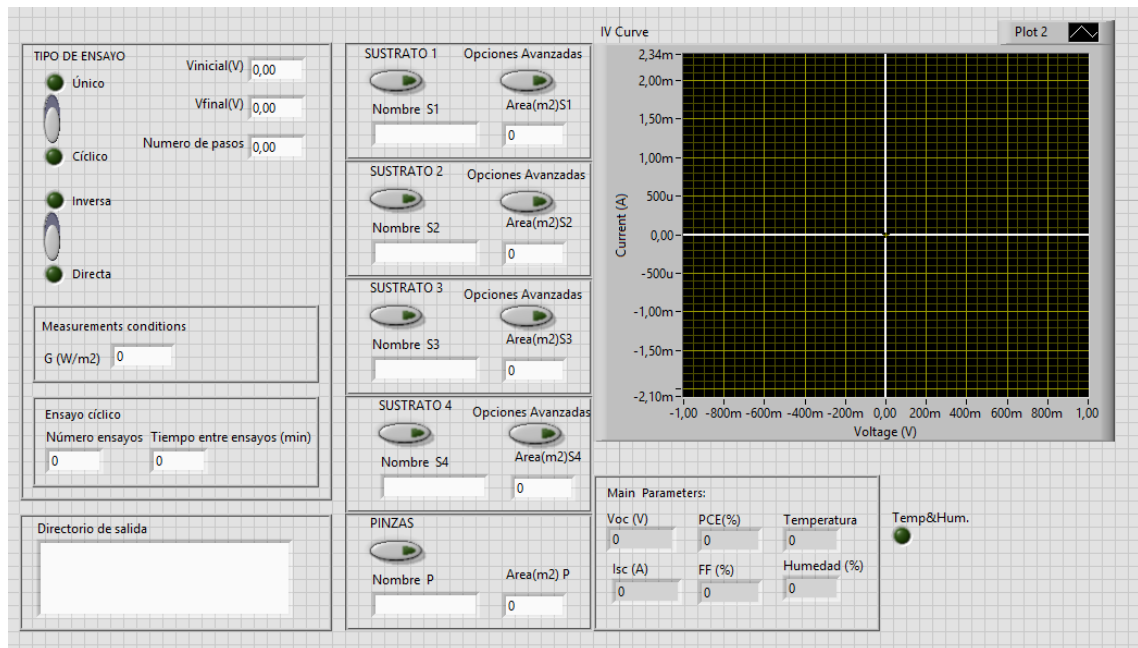 TIPO DE ENSAYO
Único
Cíclico
Inversa
Directa
Vinicial(V) 0,00
Vfinal(V) 0,00
Numero de pasos 0,00
Measurements conditions
G (W/m2) 0
Ensayo cíclico
Número ensayos Tiempo entre ensayos (min)
0 0
Directorio de salida
SUSTRATO 1 Opciones Avanzadas
Nombre S1 Area(m2)S1
0
SUSTRATO 2 Opciones Avanzadas
Nombre S2 Area(m2)S2
0
SUSTRATO 3 Opciones Avanzadas
Nombre S3 Area(m2)S3
0
SUSTRATO 4 Opciones Avanzadas
Nombre S4 Area(m2)S4
0
PINZAS
Nombre P Area(m2) P
0
IV Curve Plot 2
2,34m
2,00m
1,50m
1,00m
500u
0,00
-500u
-1,00m
-1,50m
-2,10m
Current (A)
-1,00 -800m -600m -400m -200m 0,00 200m 400m 600m 800m 1,00
Voltage (V)
Main Parameters:
Voc (V) PCE(%) Temperatura
0 0 0
Isc (A) FF (%) Humedad (%)
0 0 0
Temp&Hum.